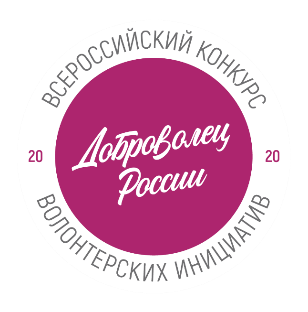 ВСЕРОССИЙСКИЙ КОНКУРС
20
Доброволец
России
20
ВОЛОНТЕРСКИХ ИНИЦИАТИВ